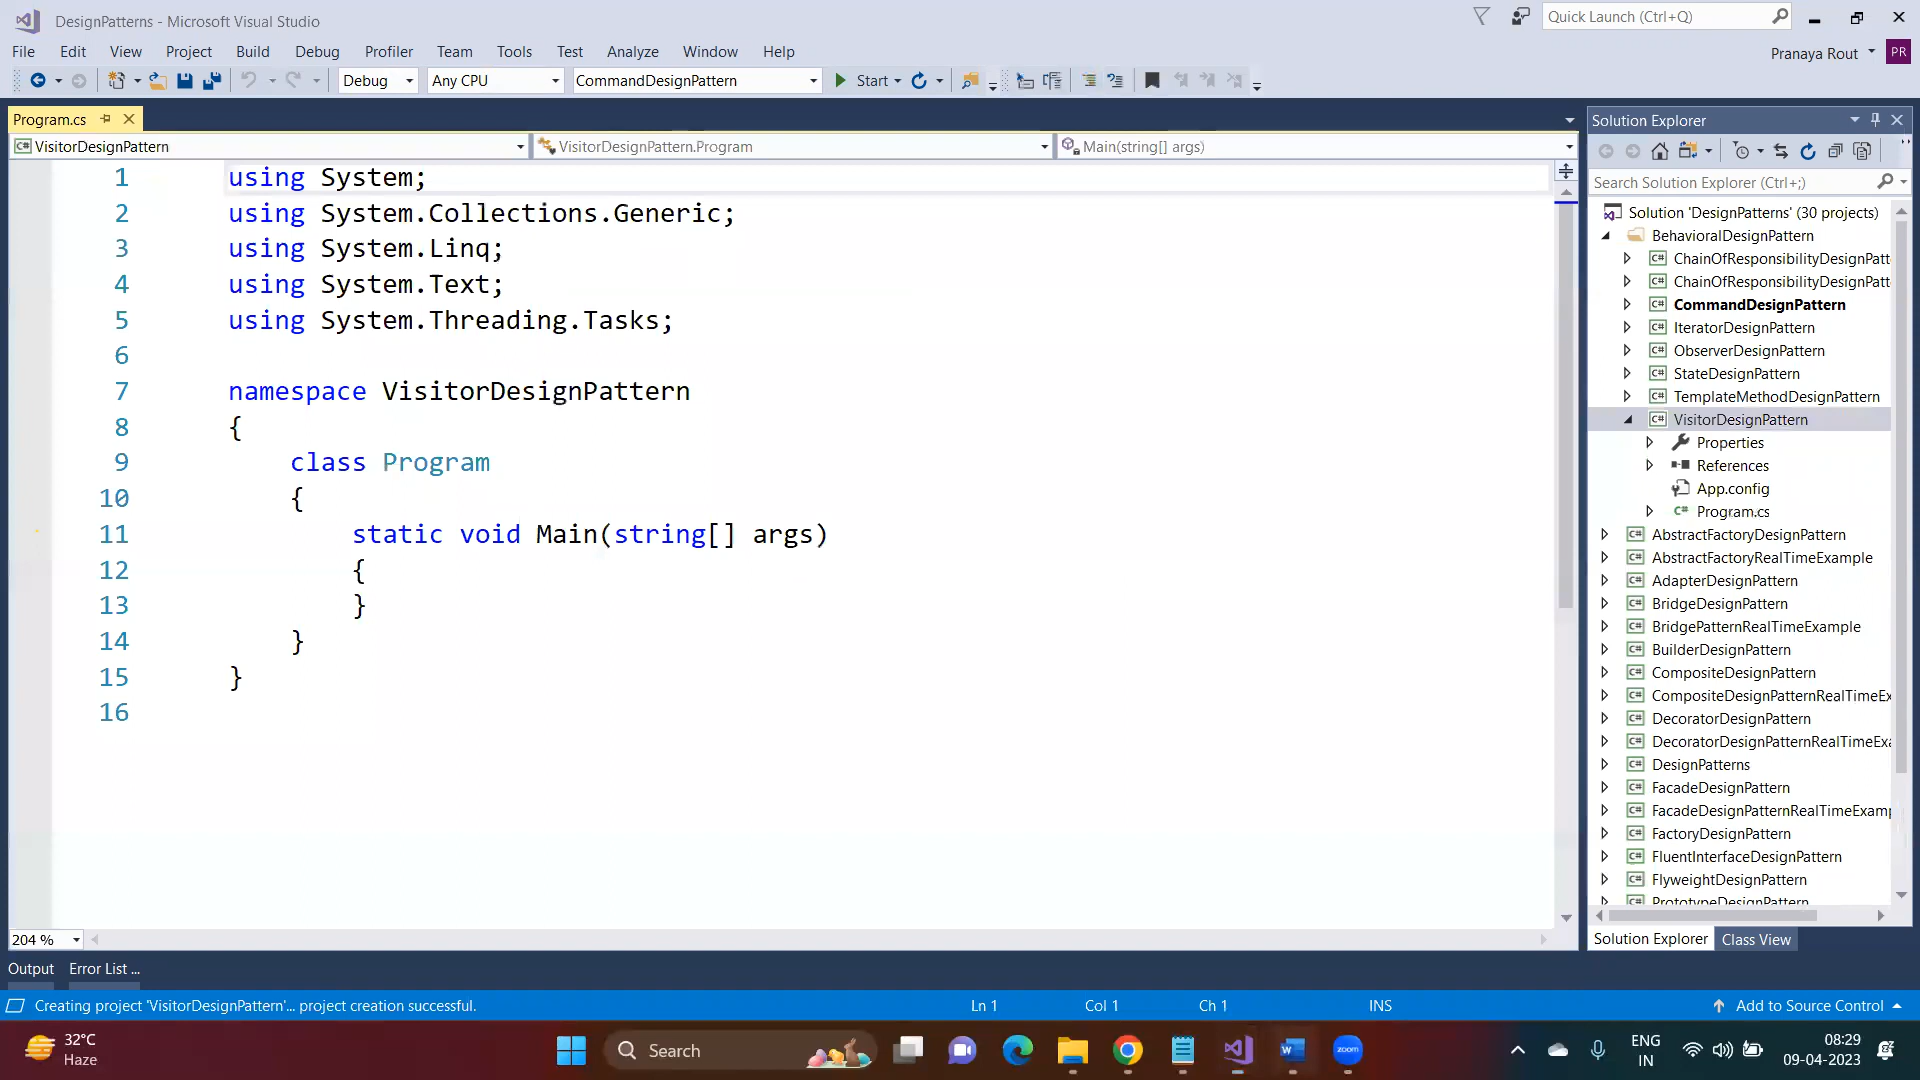 DesignPatterns - Microsoft Visual Studio
Quick Launch (Ctrl+Q)
File Edit View Project Build Debug Profiler Team Tools Test Analyze Window Help
Pranaya Rout PR
Debug Any CPU CommandDesignPattern Start
Program.cs
VisitorDesignPattern VisitorDesignPattern.Program Main(string[] args)
1 using System;
2 using System.Collections.Generic;
3 using System.Linq;
4 using System.Text;
5 using System.Threading.Tasks;
6
7 namespace VisitorDesignPattern
8 {
9 class Program
10 {
11 static void Main(string[] args)
12 {
13 }
14 }
15 }
16
204 %
Solution Explorer
Search Solution Explorer (Ctrl+;)
Solution 'DesignPatterns' (30 projects)
BehavioralDesignPattern
C# ChainOfResponsibilityDesignPatt
C# ChainOfResponsibilityDesignPatt
C# CommandDesignPattern
C# IteratorDesignPattern
C# ObserverDesignPattern
C# StateDesignPattern
C# TemplateMethodDesignPattern
C# VisitorDesignPattern
Properties
References
App.config
C# Program.cs
C# AbstractFactoryDesignPattern
C# AbstractFactoryRealTimeExample
C# AdapterDesignPattern
C# BridgeDesignPattern
C# BridgePatternRealTimeExample
C# BuilderDesignPattern
C# CompositeDesignPattern
C# CompositeDesignPatternRealTimeEx
C# DecoratorDesignPattern
C# DecoratorDesignPatternRealTimeExa
C# DesignPatterns
C# FacadeDesignPattern
C# FacadeDesignPatternRealTimeExamp
C# FactoryDesignPattern
C# FluentInterfaceDesignPattern
C# FlyweightDesignPattern
C# PrototypeDesignPattern
Solution Explorer Class View
Output Error List ...
Creating project 'VisitorDesignPattern'... project creation successful. Ln 1 Col 1 Ch 1 INS Add to Source Control
32°C
Haze
Search
zoom
ENG
IN
08:29
09-04-2023